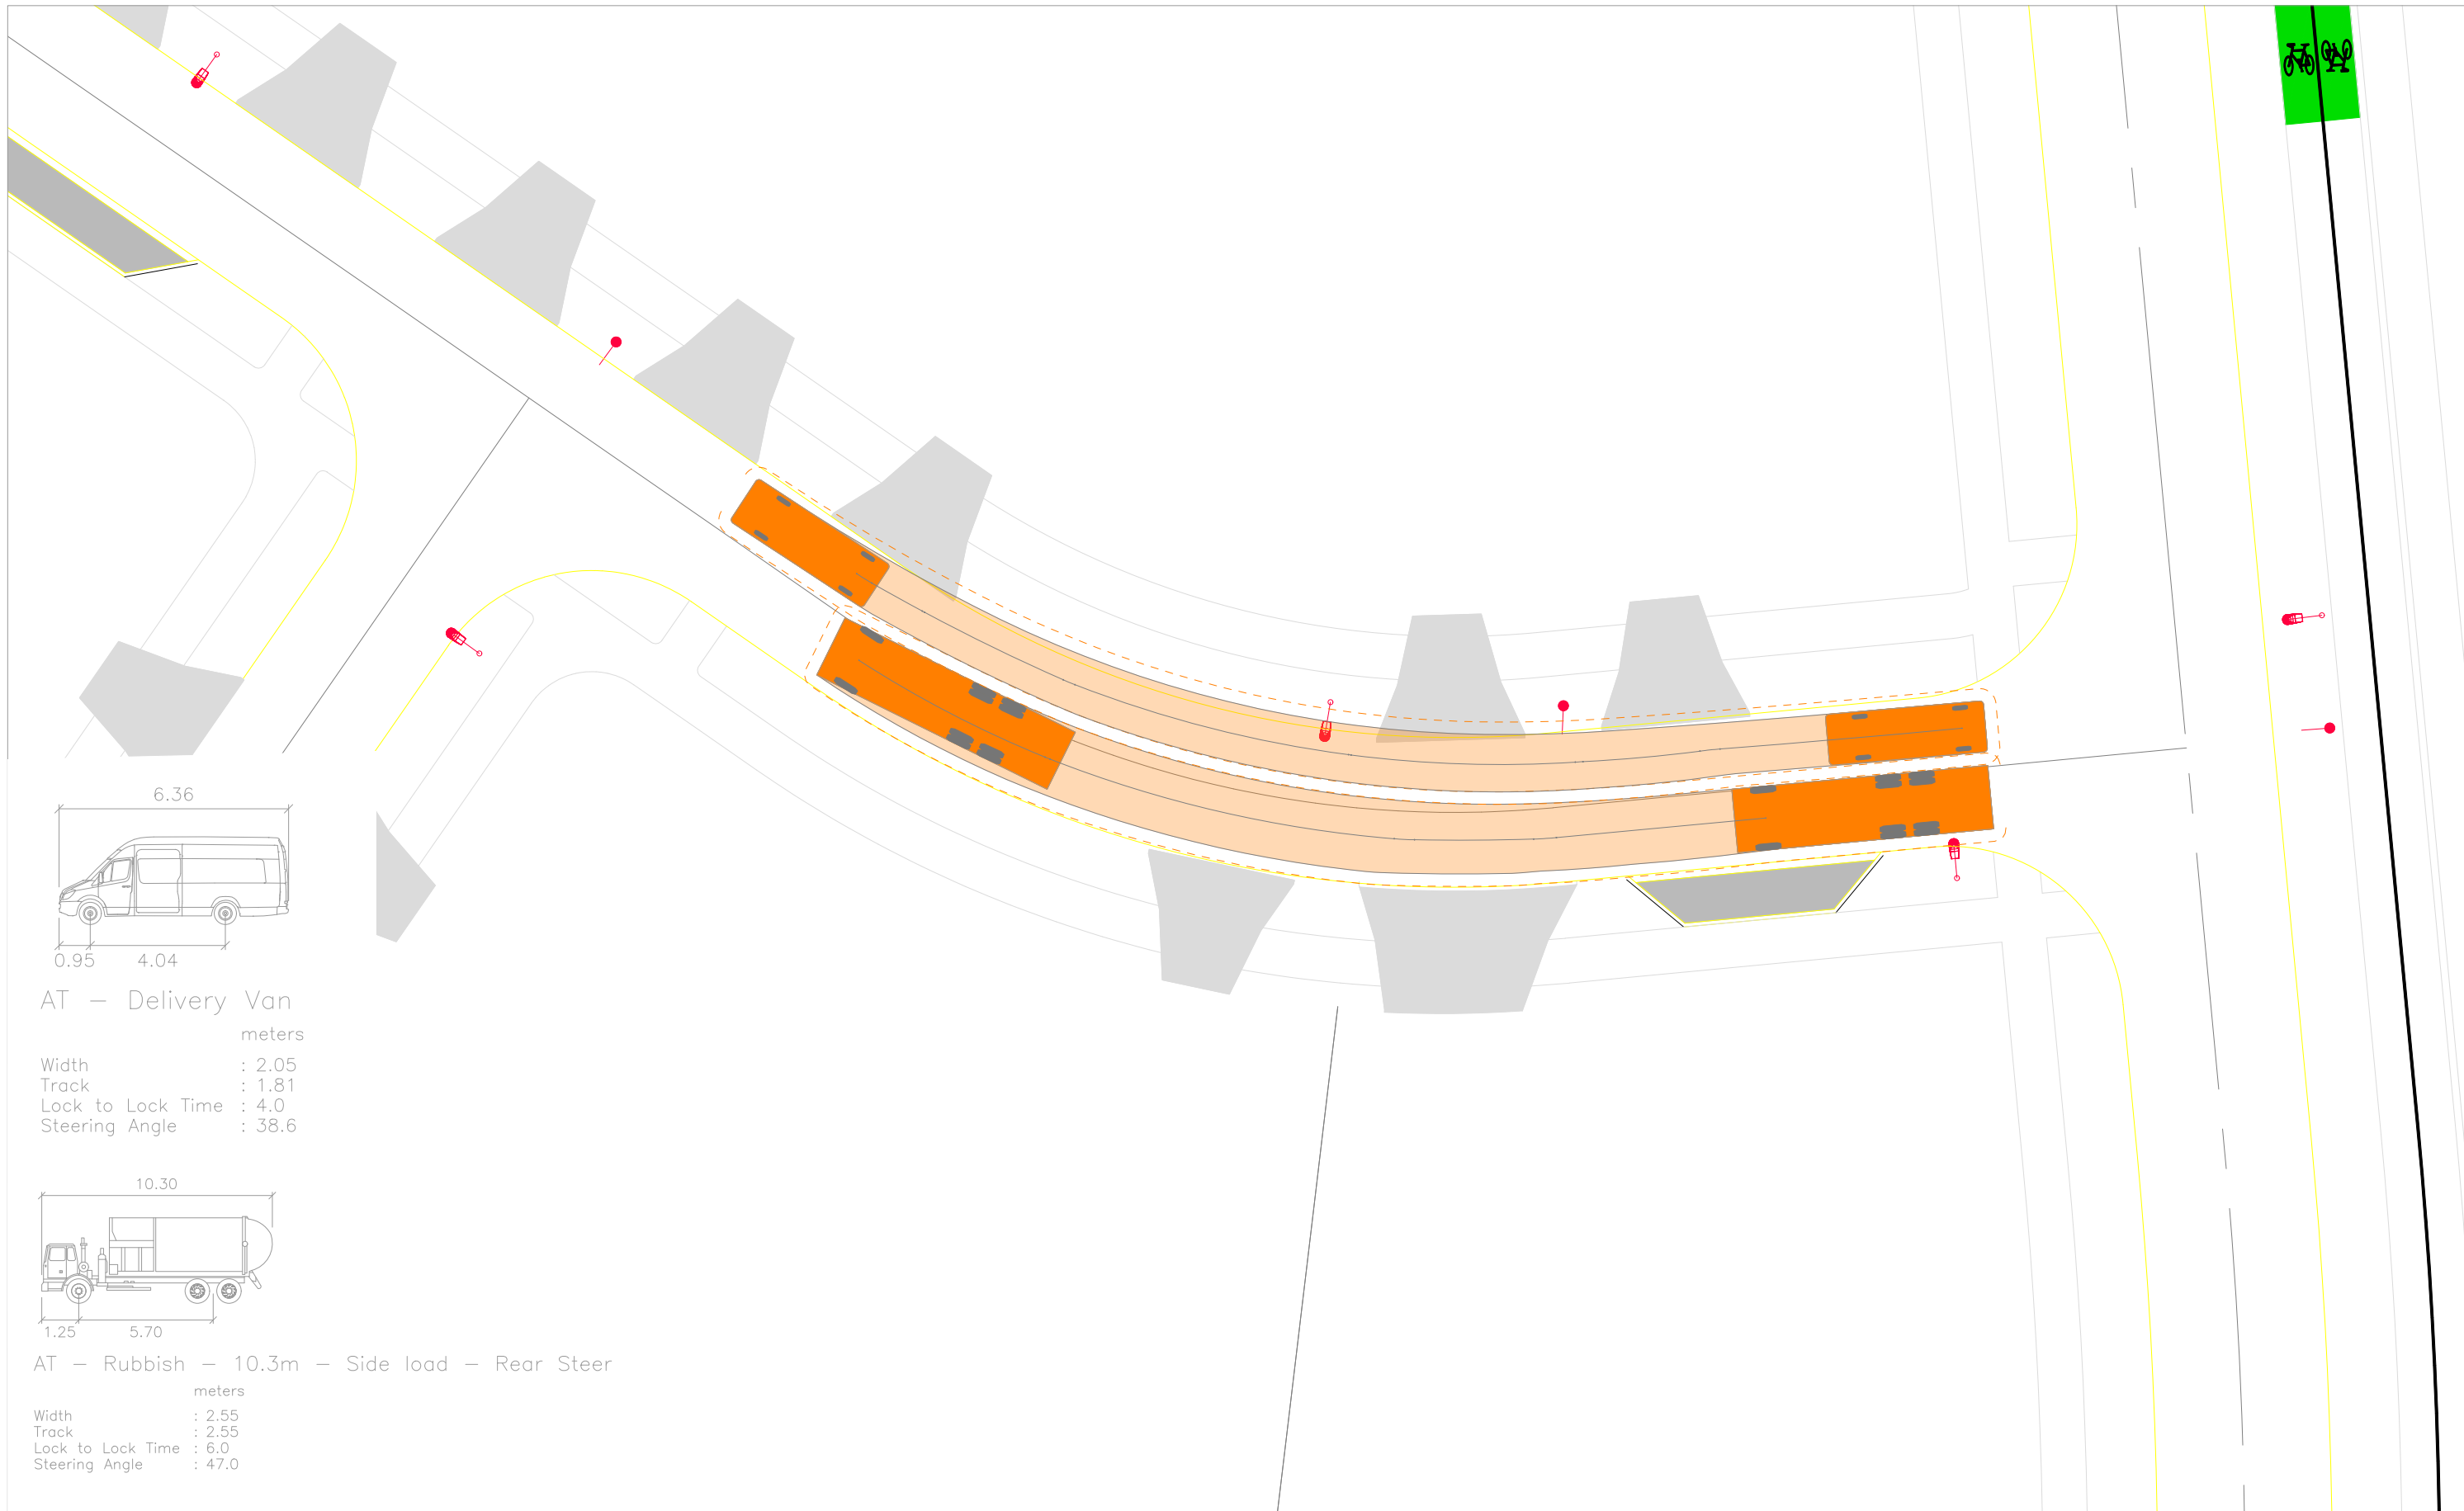 6.36
0.95 4.04
AT - Delivery Van
meters
Width : 2.05
Track : 1.81
Lock to Lock Time : 4.0
Steering Angle : 38.6
10.30
1.25 5.70
AT - Rubbish - 10.3m - Side load - Rear Steer
meters
Width : 2.55
Track : 2.55
Lock to Lock Time : 6.0
Steering Angle : 47.0